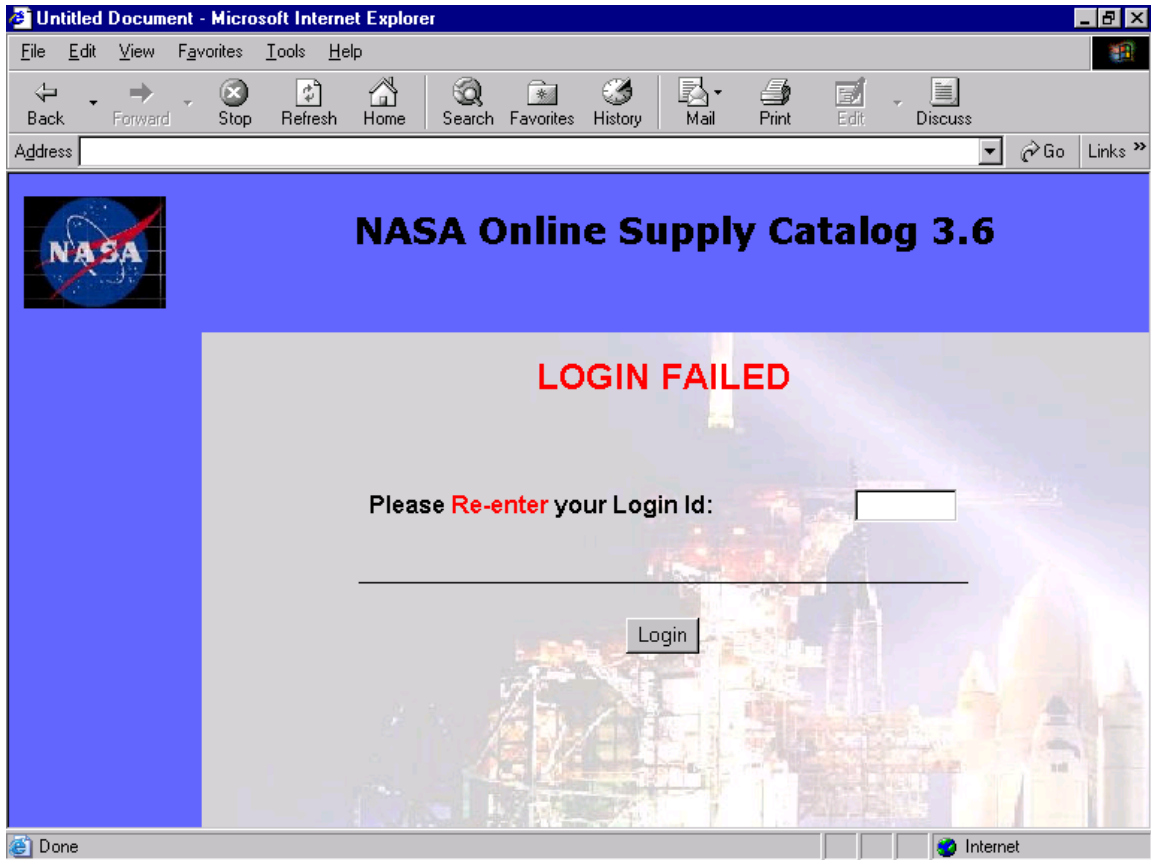 Untitled Document - Microsoft Internet Explorer
File Edit View Favorites Tools Help
Back Forward Stop Refresh Home Search Favorites History Mail Print Edit Discuss
Address Go Links »
NASA
NASA Online Supply Catalog 3.6
LOGIN FAILED
Please Re-enter your Login Id:
Login
Done Internet